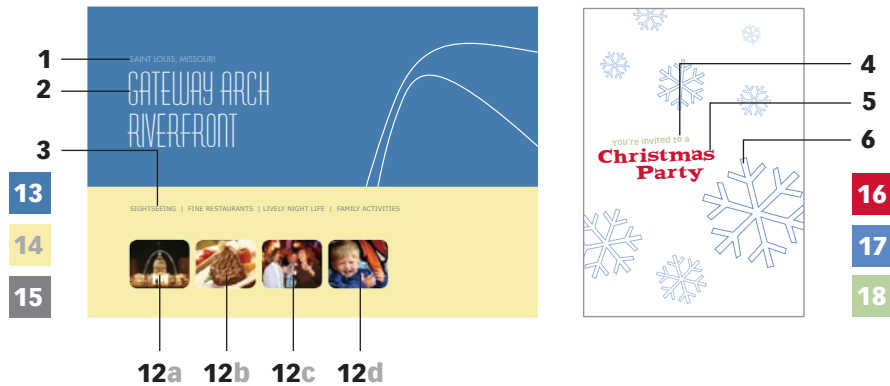 1
SAINT LOUIS, MISSOURI
2
GATEWAY ARCH
RIVERFRONT
3
SIGHTSEEING | FINE RESTAURANTS | LIVELY NIGHT LIFE | FAMILY ACTIVITIES
13
14
15
12a 12b 12c 12d
4
5
6
You're invited to a
Christmas
Party
16
17
18